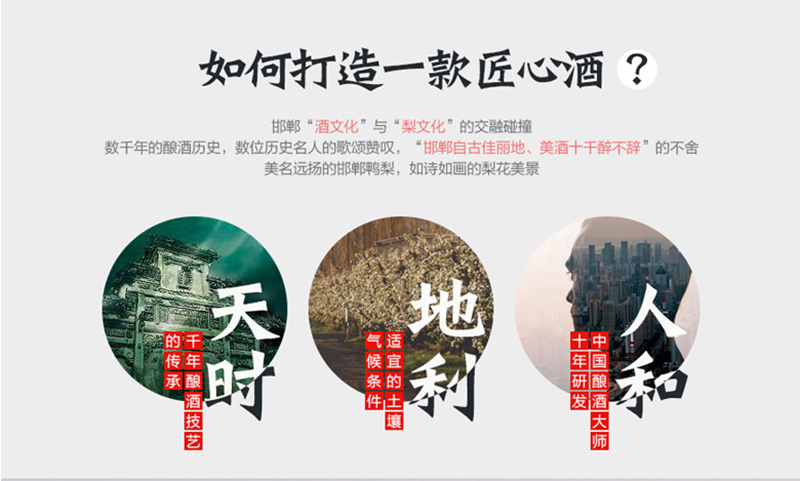 如何打造一款匠心酒?
邯郸“酒文化”与“梨文化”的交融碰撞
数千年的酿酒历史，数位历史名人的歌颂赞叹，“邯郸自古佳丽地、美酒十千醉不辞”的不舍
美名远扬的邯郸鸭梨，如诗如画的梨花美景
天时
千年酿酒技艺
的传承
地利
适宜的土壤
气候条件
人和
中国酿酒大师
十年研发